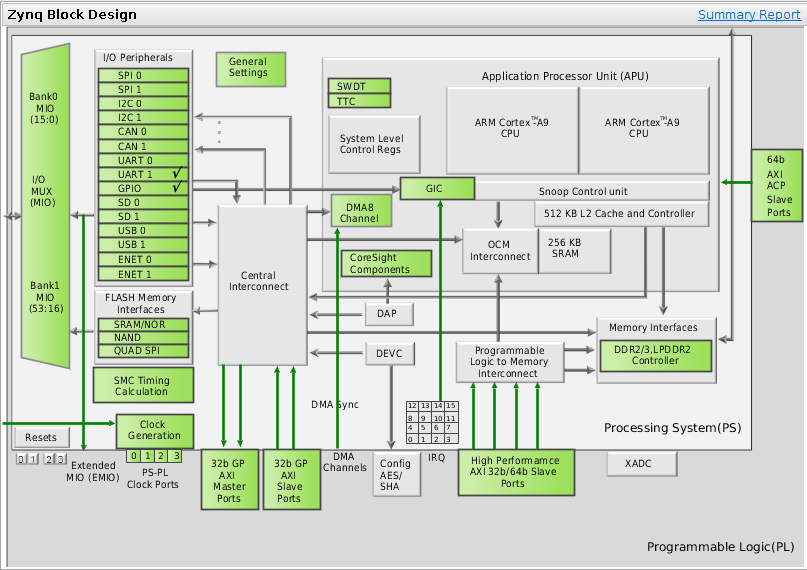 Zynq Block Design
Summary Report
I/O Peripherals
SPI 0
SPI 1
I2C 0
I2C 1
CAN 0
CAN 1
UART 0
UART 1
GPIO
SD 0
SD 1
USB 0
USB 1
ENET 0
ENET 1
Bank0
MIO
(15:0)
I/O
MUX
(MIO)
Bank1
MIO
(53:16)
FLASH Memory
Interfaces
SRAM/NOR
NAND
QUAD SPI
SMC Timing
Calculation
General
Settings
Application Processor Unit (APU)
SWDT
TTC
System Level
Control Regs
ARM Cortex™-A9
CPU
ARM Cortex™-A9
CPU
GIC
Snoop Control unit
DMA8
Channel
512 KB L2 Cache and Controller
OCM
Interconnect
256 KB
SRAM
CoreSight
Components
Central
Interconnect
DAP
DEVC
Programmable
Logic to Memory
Interconnect
Memory Interfaces
DDR2/3,LPDDR2
Controller
64b
AXI
ACP
Slave
Ports
DMA Sync
12 13 14 15
8 9 10 11
4 5 6 7
0 1 2 3
Processing System(PS)
Resets
0 1 2 3
Clock
Generation
0 1 2 3
Extended
MIO (EMIO)
PS-PL
Clock Ports
32b GP
AXI
Master
Ports
32b GP
AXI
Slave
Ports
DMA
Channels
Config
AES/
SHA
IRQ
High Performamce
AXI 32b/64b Slave
Ports
XADC
Programmable Logic(PL)